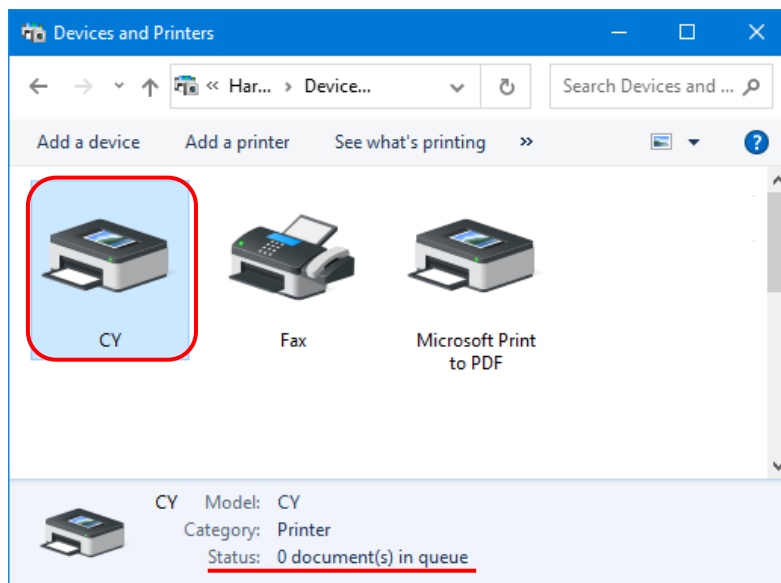 Devices and Printers
« Har... › Device...
Search Devices and ...
Add a device Add a printer See what's printing »
?
CY
Fax
Microsoft Print
to PDF
CY Model: CY
Category: Printer
Status: 0 document(s) in queue